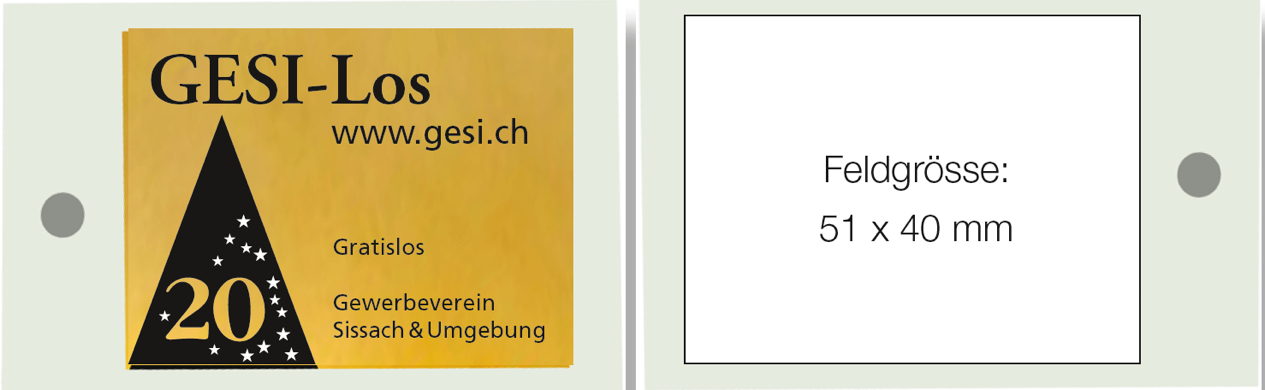 GESI-Los
www.gesi.ch
Gratislos
20
Gewerbeverein
Sissach & Umgebung
Feldgrösse:
51 x 40 mm